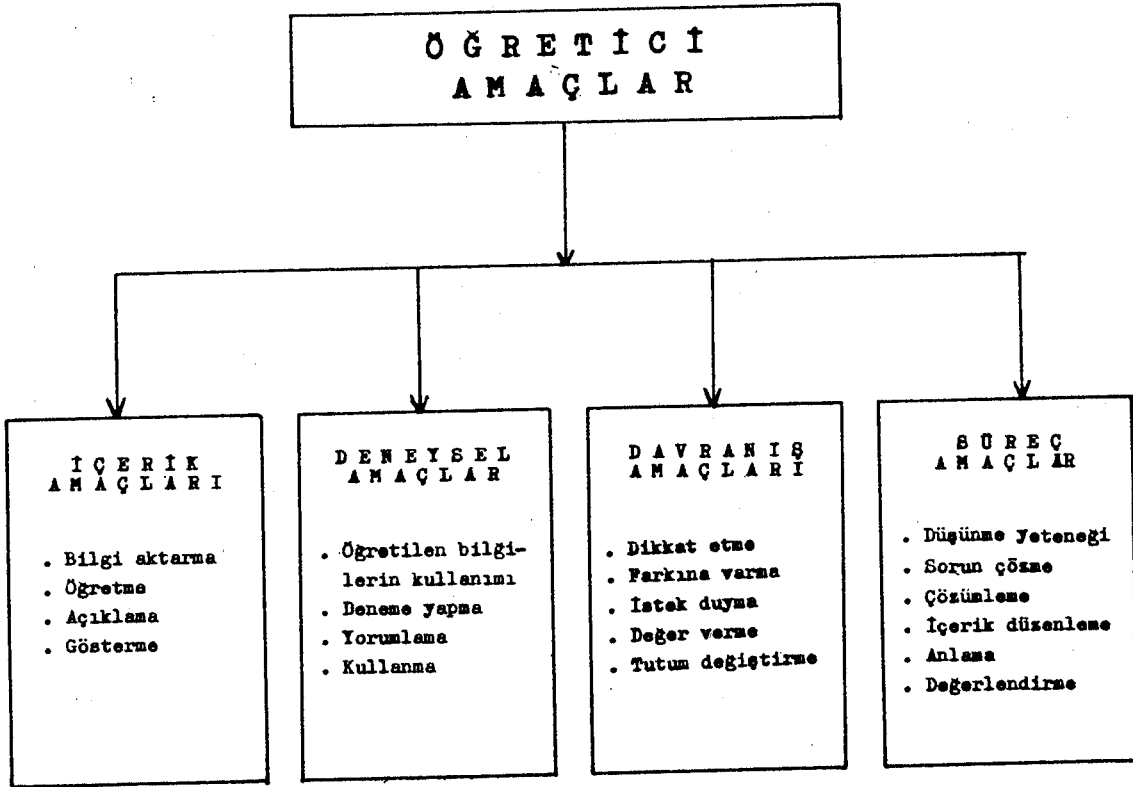 ÖĞRETİCİ
AMAÇLAR
İÇERİK
AMAÇLARI
. Bilgi aktarma
. Öğretme
. Açıklama
. Gösterme
DENEYSEL
AMAÇLAR
. Öğretilen bilgi-
lerin kullanımı
. Deneme yapma
. Yorumlama
. Kullanma
DAVRANIŞ
AMAÇLARI
. Dikkat etme
. Farkına varma
. İstek duyma
. Değer verme
. Tutum değiştirme
SÜREÇ
AMAÇLAR
. Düşünme yeteneği
. Sorun çözme
. Çözümleme
. İçerik düzenleme
. Anlama
. Değerlendirme